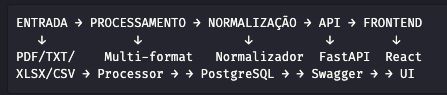 ENTRADA → PROCESSAMENTO → NORMALIZAÇÃO → API → FRONTEND
↓ ↓ ↓ ↓ ↓
PDF/TXT/ Multi-format Normalizador FastAPI React
XLSX/CSV → Processor → → PostgreSQL → → Swagger → → UI